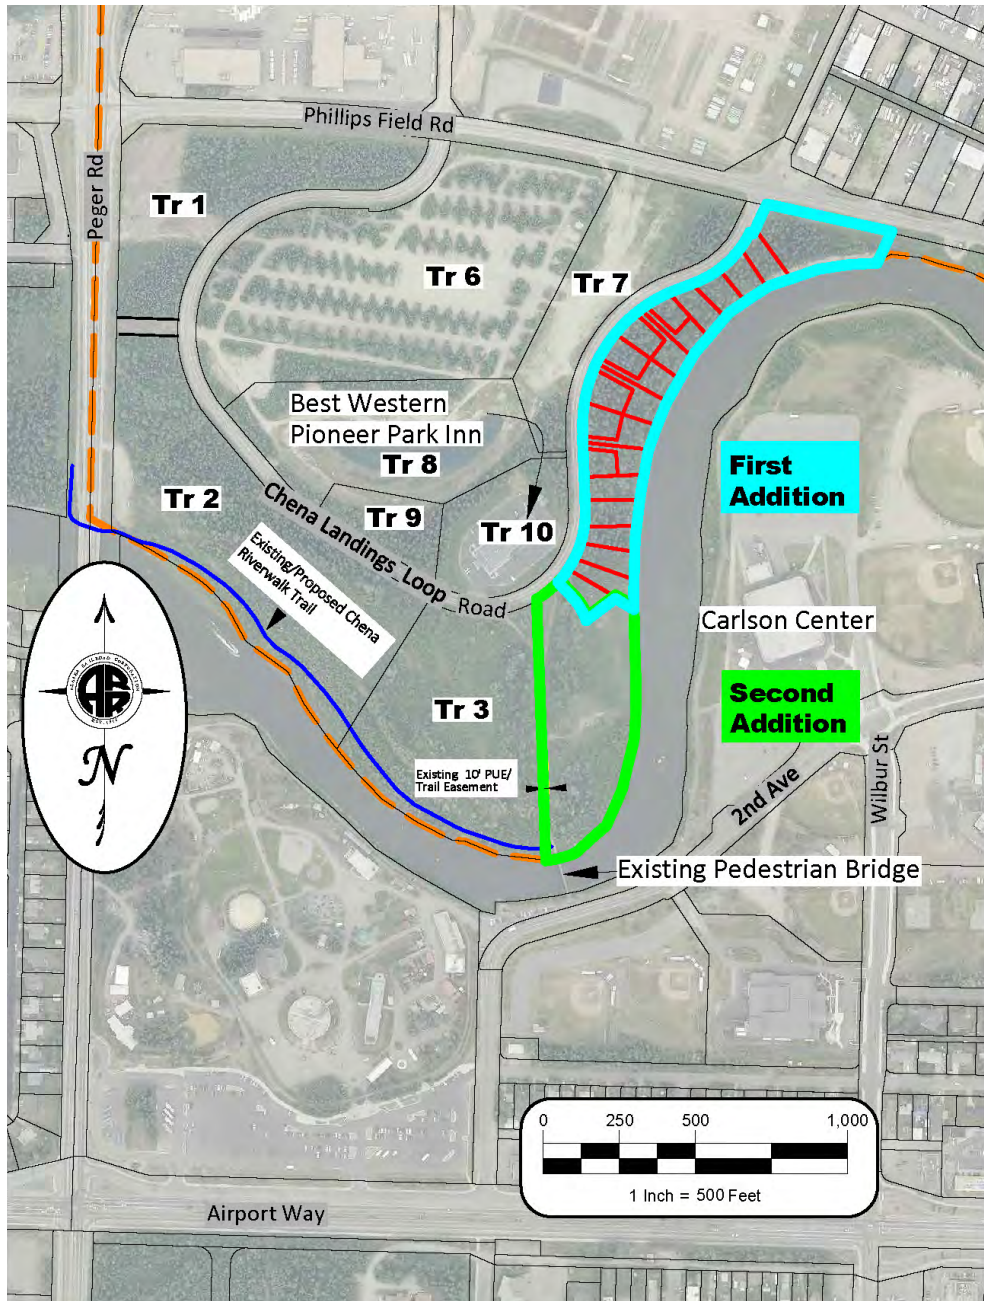 Phillips Field Rd
Peger Rd
Tr 1
Tr 6
Tr 7
Best Western
Pioneer Park Inn
Tr 8
First
Addition
Tr 2
Tr 9
Tr 10
Chena Landings Loop Road
Existing/Proposed Chena
Riverwalk Trail
Carlson Center
Second
Addition
Tr 3
Existing 10' PUE/
Trail Easement
2nd Ave
Wilbur St
N
Existing Pedestrian Bridge
0 250 500 1,000
1 Inch = 500 Feet
Airport Way